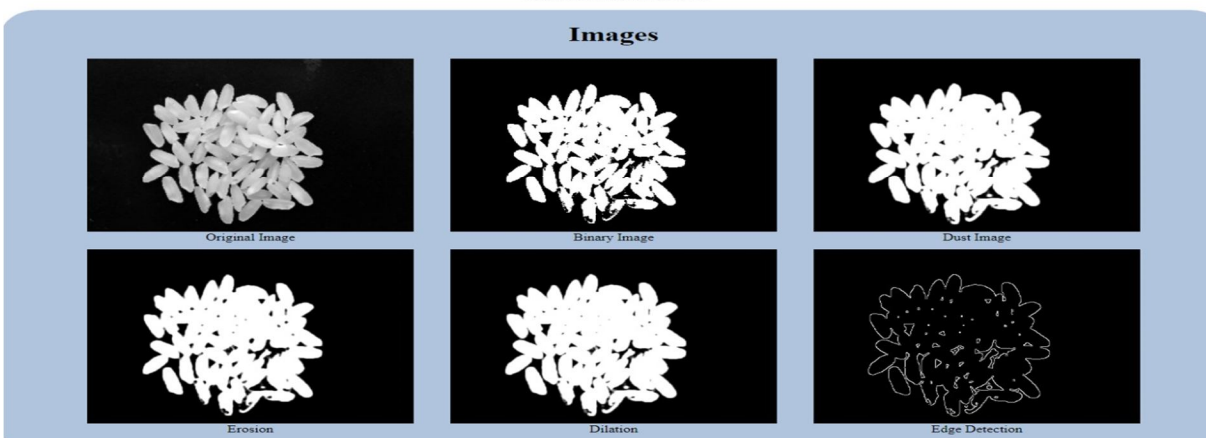 Images
Original Image
Binary Image
Dust Image
Erosion
Dilation
Edge Detection